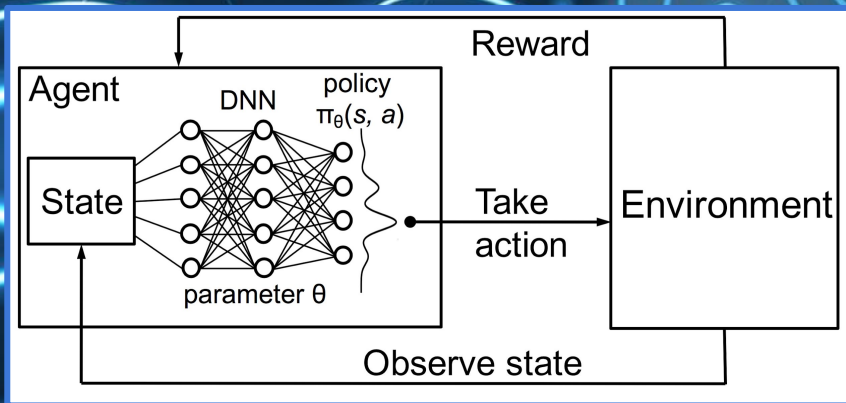 Reward
Agent
DNN
policy
πθ(s, a)
State
Take
action
Environment
parameter θ
Observe state